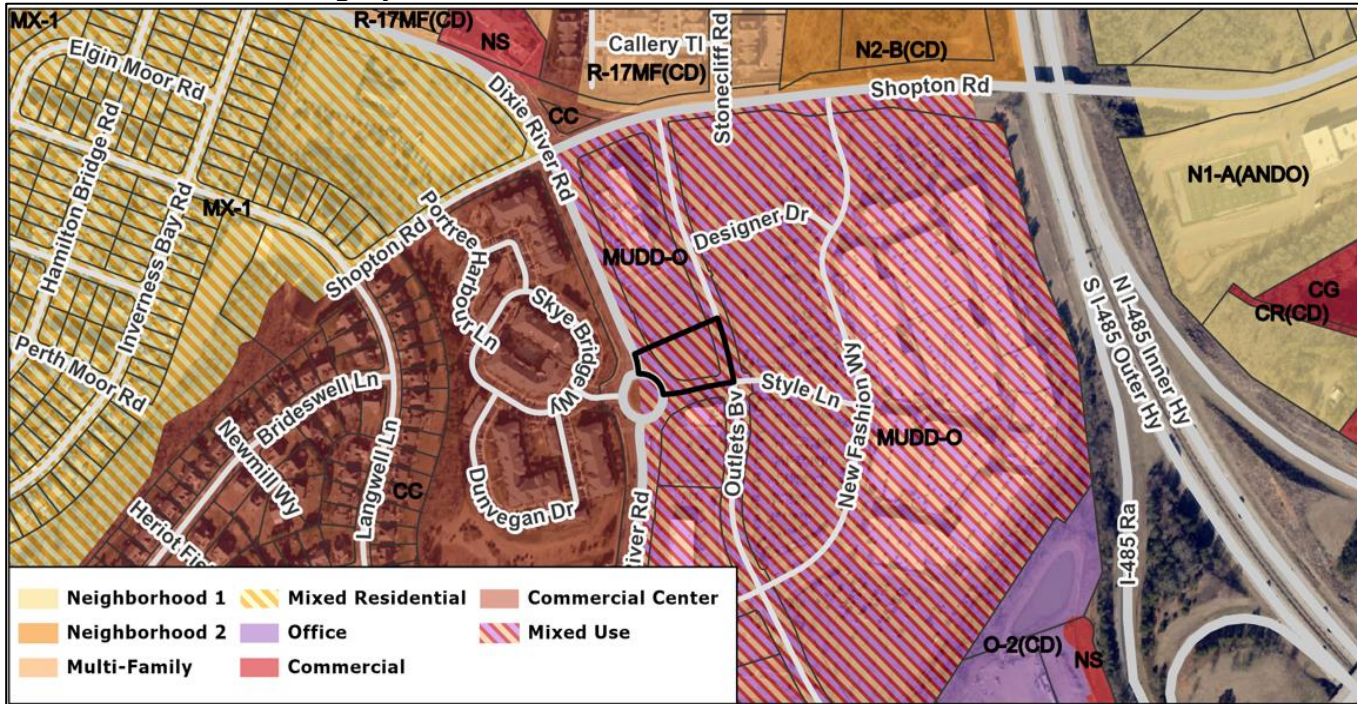 MX-1
R-17MF(CD)
NS
Callery Tl
R-17MF(CD)
Stonecliff Rd
N2-B(CD)
Elgin Moor Rd
Dixie River Rd
CC
Shopton Rd
Hamilton Bridge Rd
MX-1
Inverness Bay Rd
Shopton Rd
Portree Harbour Ln
Skye Bridge Wy
MUDD-O
Designer Dr
N1-A(ANDO)
CG
CR(CD)
S I-485 Outer Hy
N I-485 Inner Hy
Perth Moor Rd
Brideswell Ln
Newmill Wy
Langwell Ln
CC
Dunvegan Dr
Style Ln
Outlets Bv
New Fashion Wy
MUDD-O
I-485 Ra
iver Rd
O-2(CD)
NS
Neighborhood 1
Mixed Residential
Commercial Center
Neighborhood 2
Office
Mixed Use
Multi-Family
Commercial